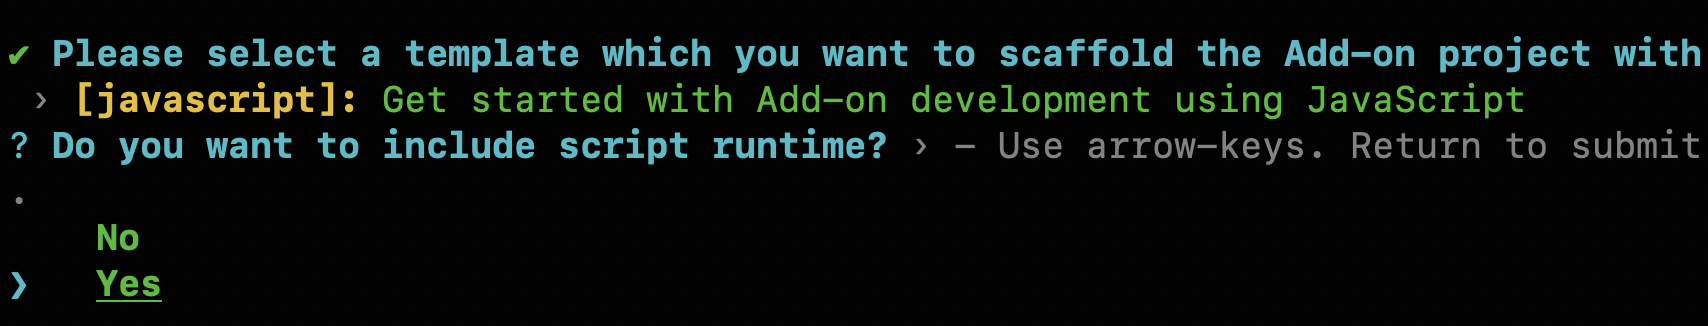 ✔ Please select a template which you want to scaffold the Add-on project with
› [javascript]: Get started with Add-on development using JavaScript
? Do you want to include script runtime? › - Use arrow-keys. Return to submit
.
No
❯ Yes